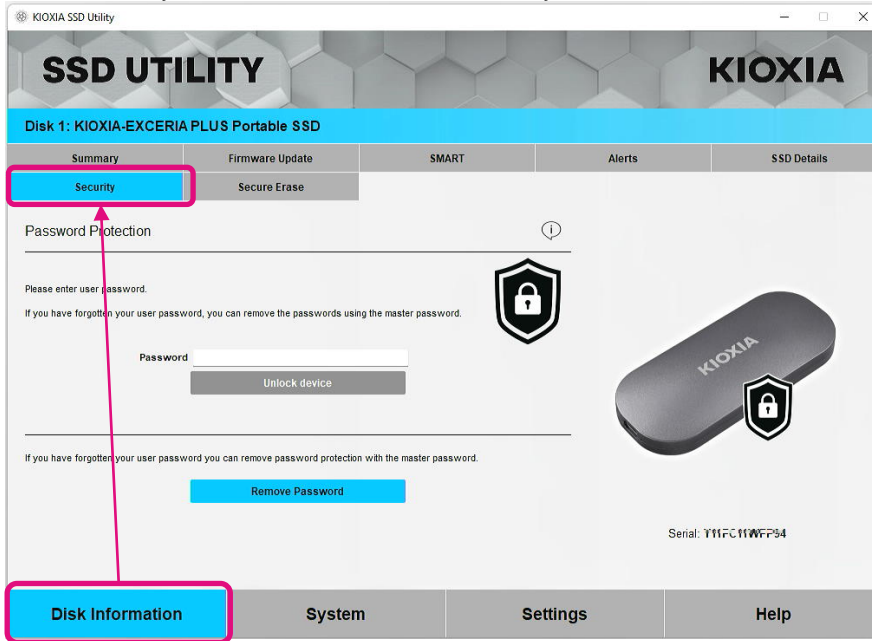 KIOXIA SSD Utility
SSD UTILITY
KIOXIA
Disk 1: KIOXIA-EXCERIA PLUS Portable SSD
Summary Firmware Update SMART Alerts SSD Details
Security Secure Erase
Password Protection
Please enter user password.
If you have forgotten your user password, you can remove the passwords using the master password.
Password
Unlock device
KIOXIA
If you have forgotten your user password you can remove password protection with the master password.
Remove Password
Serial:
Disk Information System Settings Help